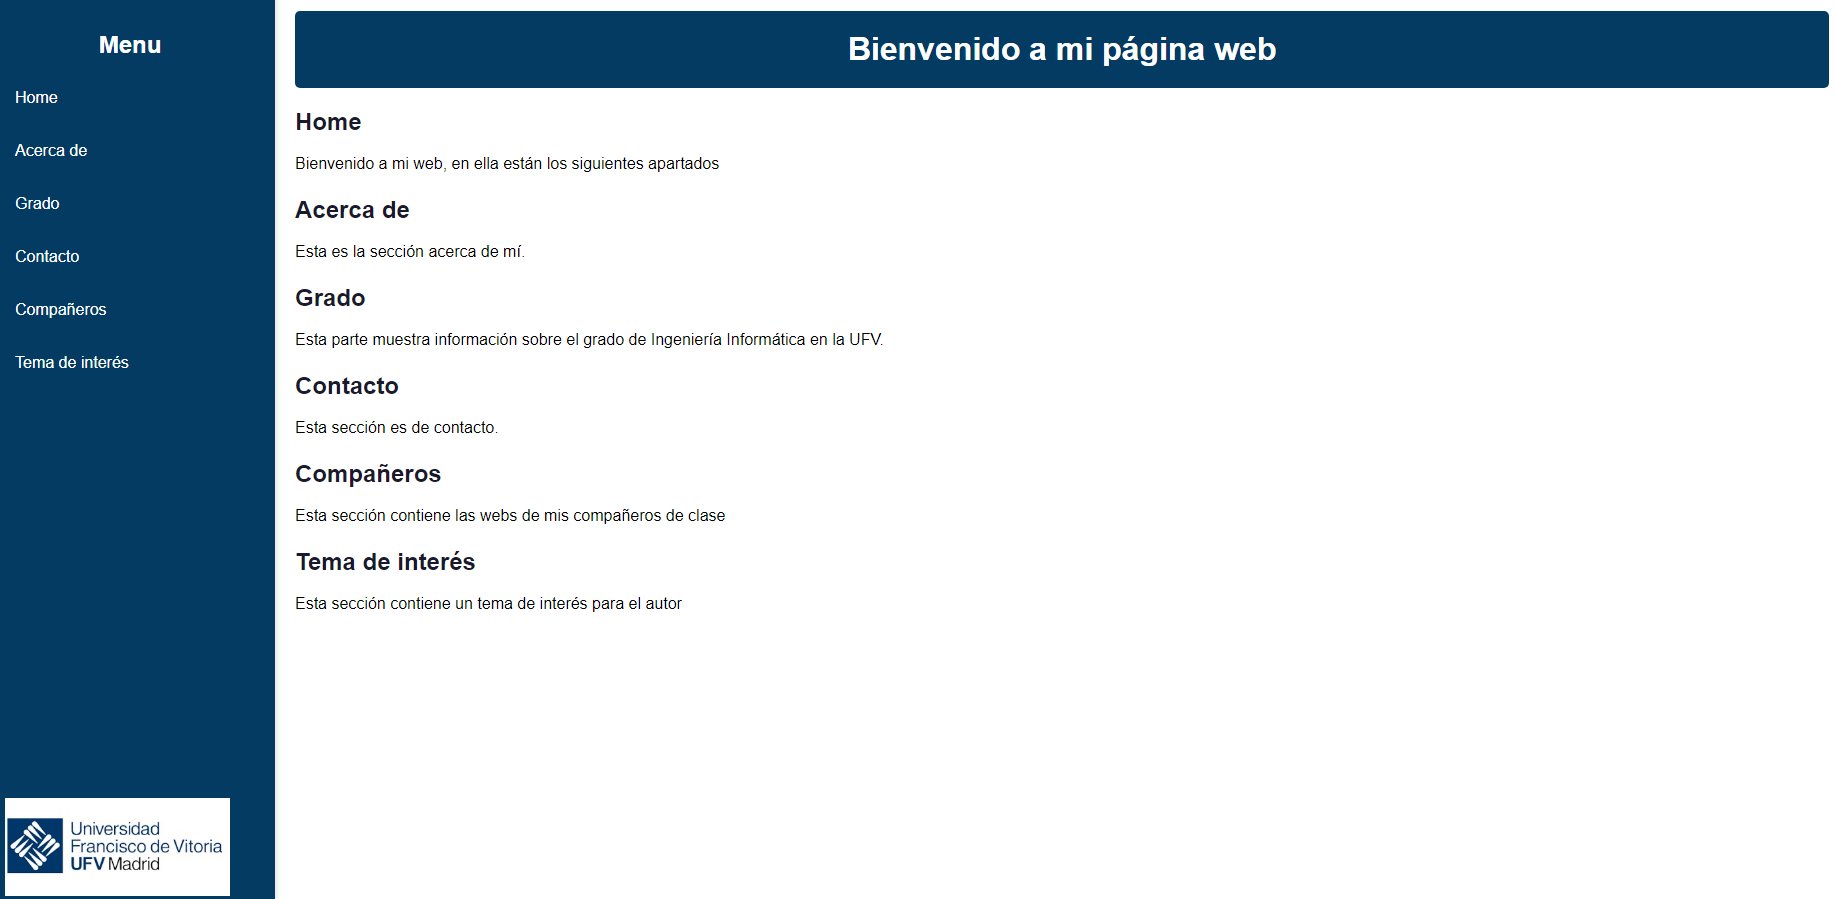 Menu
Home
Acerca de
Grado
Contacto
Compañeros
Tema de interés
Universidad
Francisco de Vitoria
UFV Madrid
Bienvenido a mi página web
Home
Bienvenido a mi web, en ella están los siguientes apartados
Acerca de
Esta es la sección acerca de mí.
Grado
Esta parte muestra información sobre el grado de Ingeniería Informática en la UFV.
Contacto
Esta sección es de contacto.
Compañeros
Esta sección contiene las webs de mis compañeros de clase
Tema de interés
Esta sección contiene un tema de interés para el autor